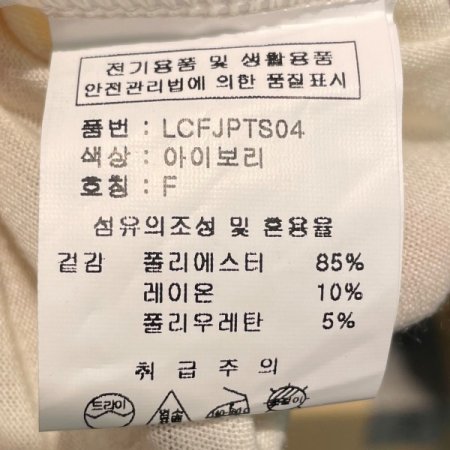 전기용품 및 생활용품
안전관리법에 의한 품질표시
품번 : LCFJPTS04
색상 : 아이보리
호칭 : F
섬유의조성 및 혼용율
겉감 폴리에스터 85%
레이온 10%
폴리우레탄 5%
취 급 주 의
드라이